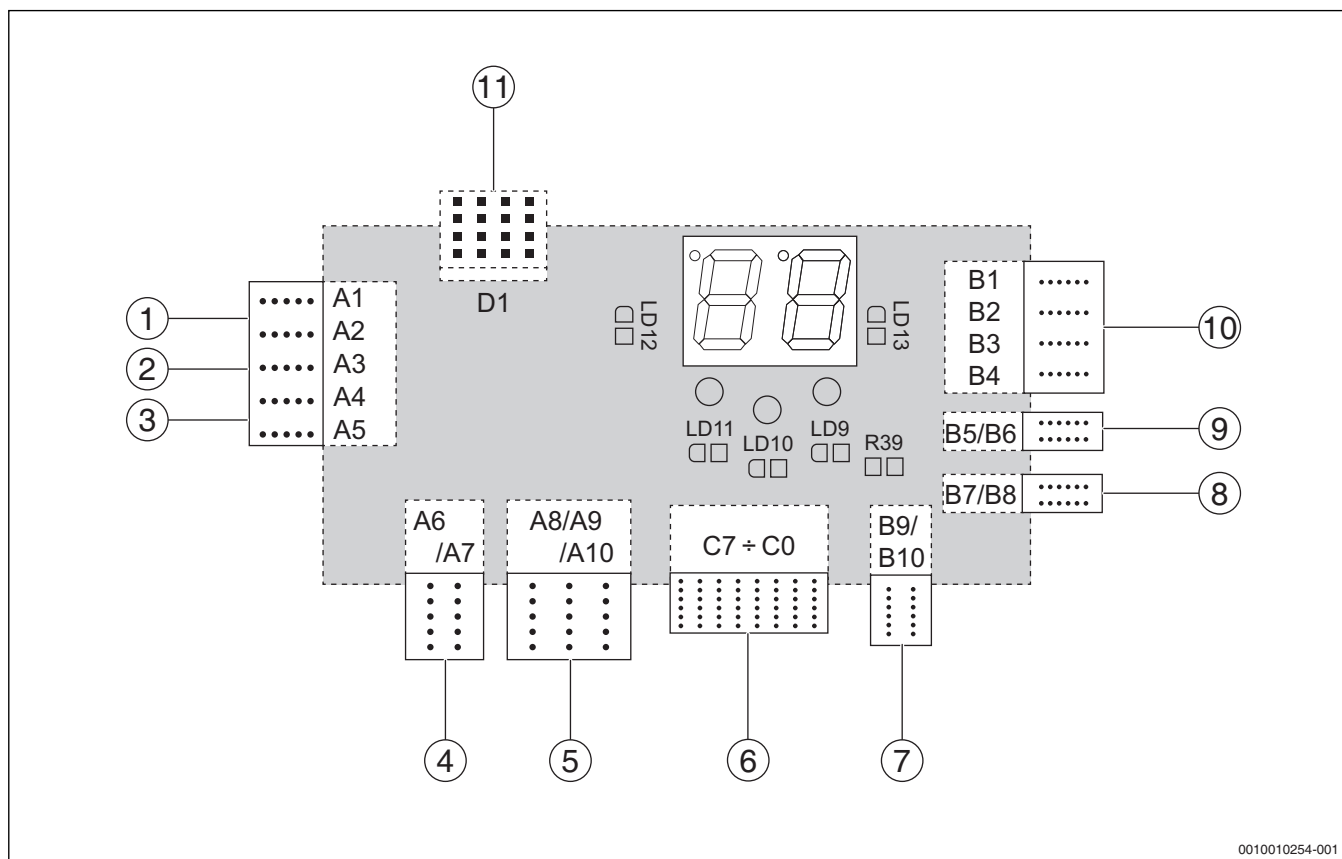 11
D1
A1
A2
A3
A4
A5
1
2
3
LD12
LD13
B1
B2
B3
B4
10
LD11
LD10
LD9
R39
B5/B6
9
B7/B8
8
A6
/A7
A8/A9
/A10
C7 ÷ C0
B9/
B10
4
5
6
7
0010010254-001